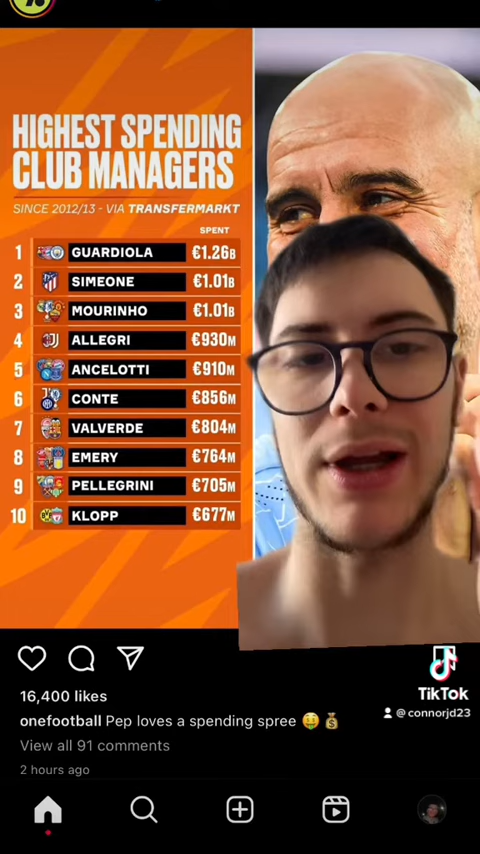 HIGHEST SPENDING
CLUB MANAGERS
SINCE 2012/13 - VIA TRANSFERMARKT
SPENT
1 GUARDIOLA €1.26B
2 SIMEONE €1.01B
3 MOURINHO €1.01B
4 ALLEGRI €930M
5 ANCELOTTI €910M
6 CONTE €856M
7 VALVERDE €804M
8 EMERY €764M
9 PELLEGRINI €705M
10 KLOPP €677M
TikTok
@connorjd23
16,400 likes
onefootball Pep loves a spending spree 🤑💰
View all 91 comments
2 hours ago